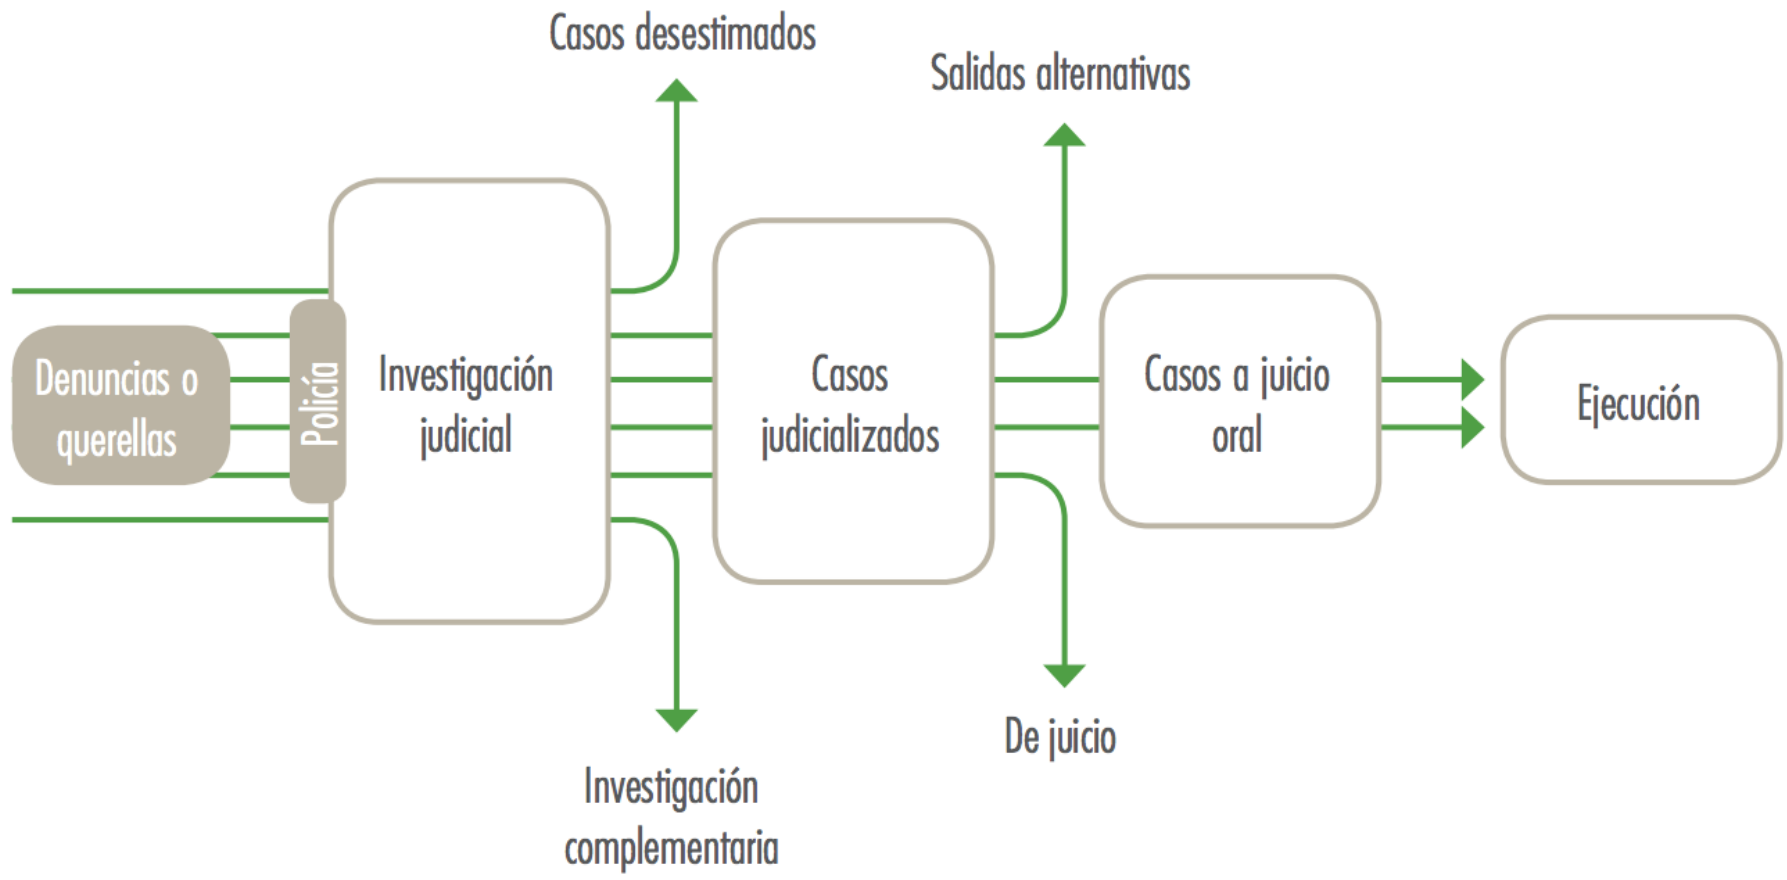 Casos desestimados
Salidas alternativas
Denuncias o
querellas
Policía
Investigación
judicial
Casos
judicializados
Casos a juicio
oral
Ejecución
De juicio
Investigación
complementaria